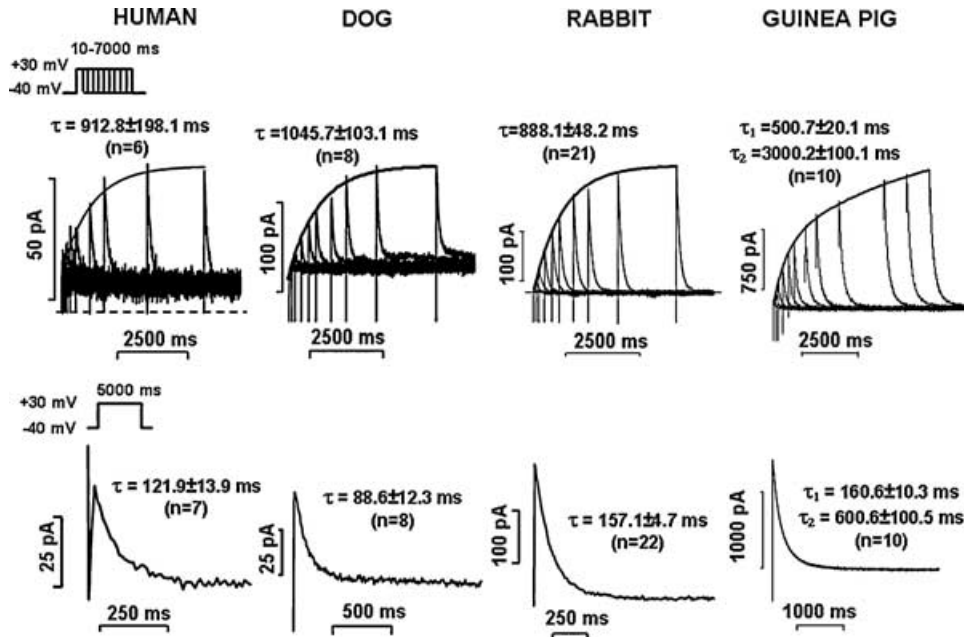 HUMAN
DOG
RABBIT
GUINEA PIG
10-7000 ms
+30 mV
-40 mV
τ = 912.8±198.1 ms
(n=6)
τ =1045.7±103.1 ms
(n=8)
τ=888.1±48.2 ms
(n=21)
τ1 =500.7±20.1 ms
τ2 =3000.2±100.1 ms
(n=10)
50 pA
100 pA
100 pA
750 pA
2500 ms
2500 ms
2500 ms
2500 ms
5000 ms
+30 mV
-40 mV
τ = 121.9±13.9 ms
(n=7)
τ = 88.6±12.3 ms
(n=8)
τ = 157.1±4.7 ms
(n=22)
τ1 = 160.6±10.3 ms
τ2 = 600.6±100.5 ms
(n=10)
25 pA
25 pA
100 pA
1000 pA
250 ms
500 ms
250 ms
1000 ms